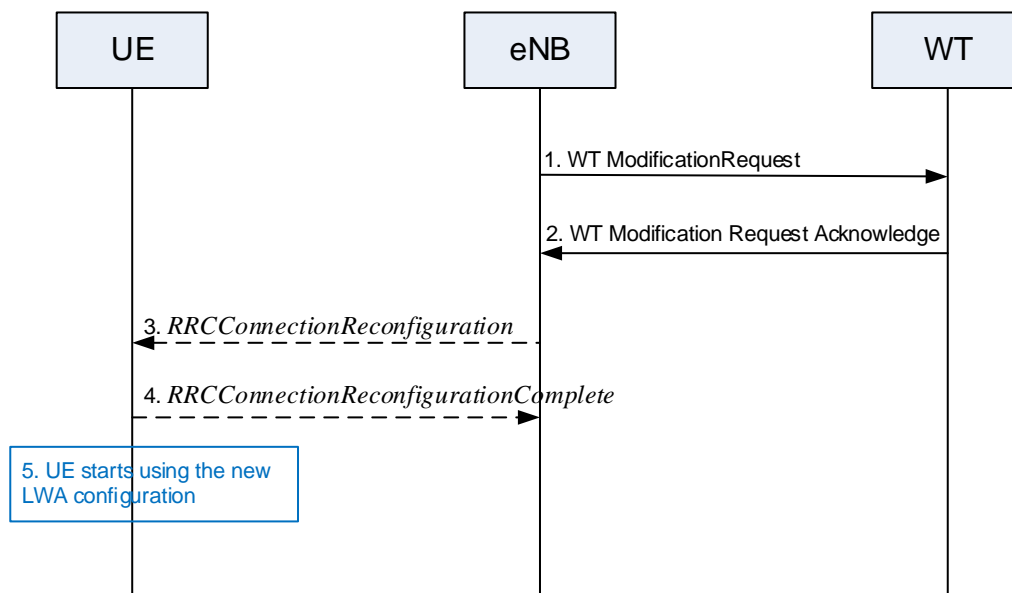 UE
eNB
WT
1. WT ModificationRequest
2. WT Modification Request Acknowledge
3. RRCConnectionReconfiguration
4. RRCConnectionReconfigurationComplete
5. UE starts using the new
LWA configuration